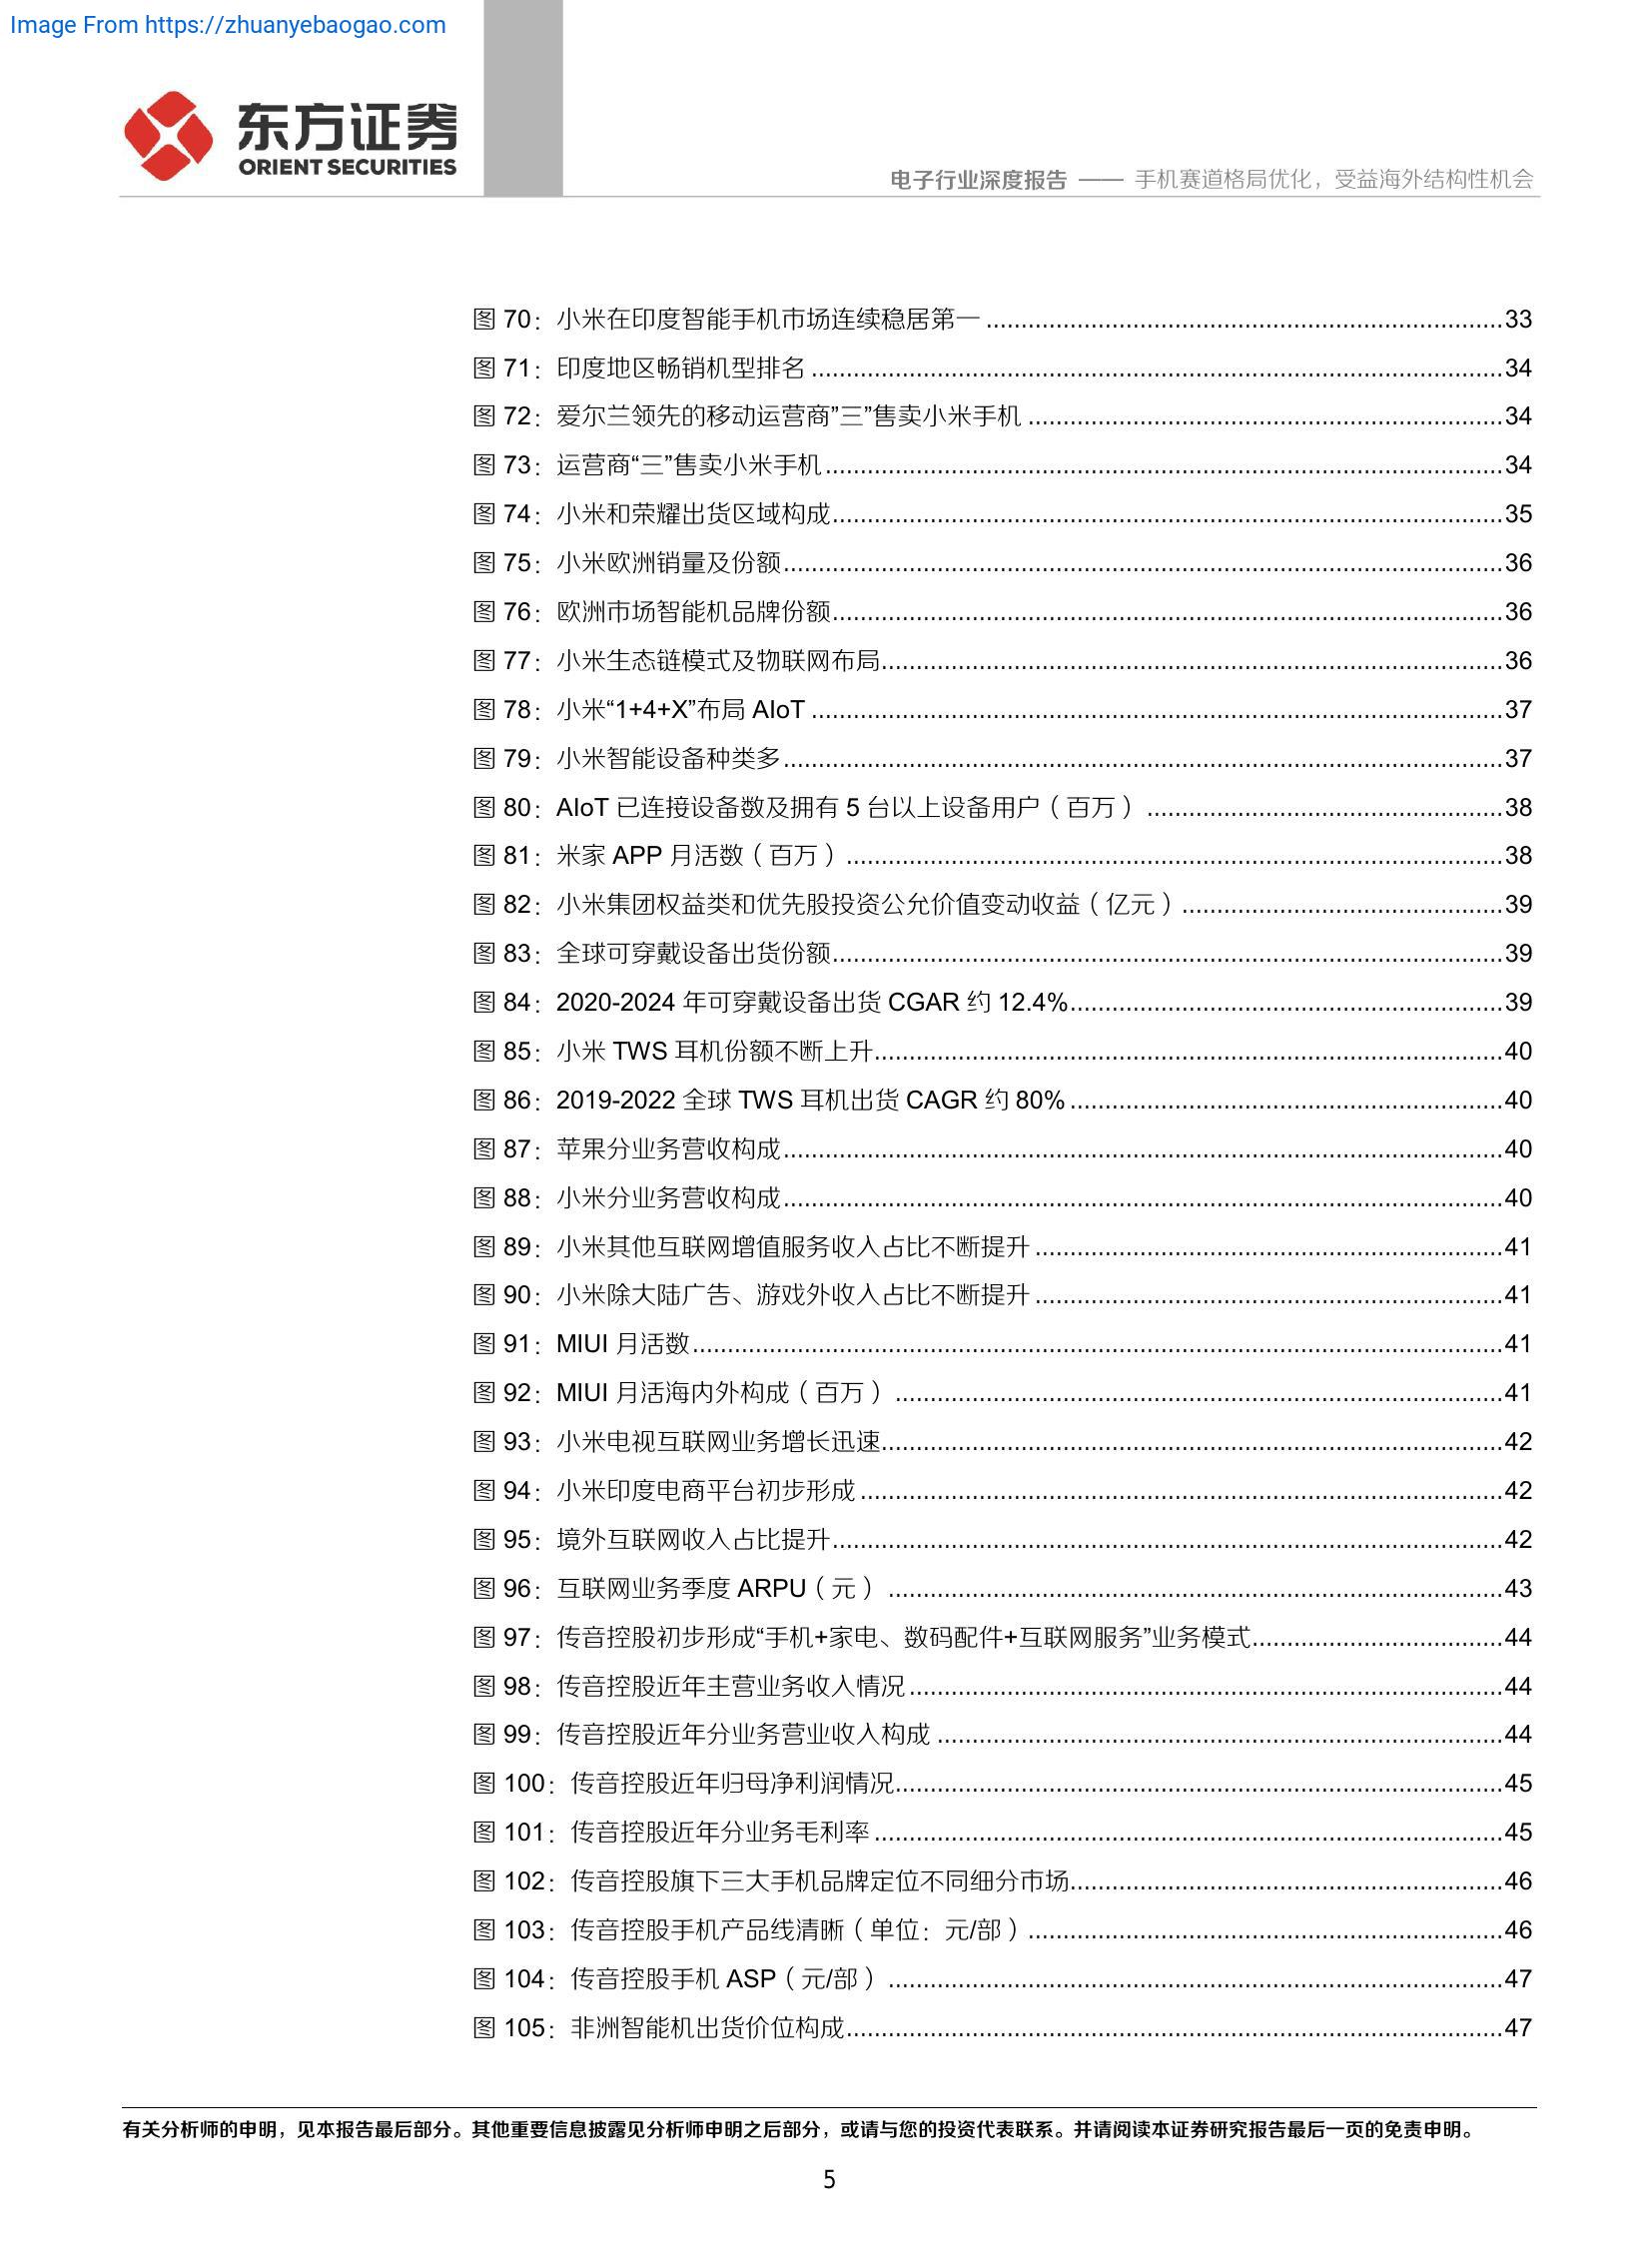 Image From https://zhuanyebaogao.com
东方证券
ORIENT SECURITIES
电子行业深度报告 —— 手机赛道格局优化，受益海外结构性机会
图 70：小米在印度智能手机市场连续稳居第一 ..........33
图 71：印度地区畅销机型排名 ..........34
图 72：爱尔兰领先的移动运营商”三”售卖小米手机 ..........34
图 73：运营商“三”售卖小米手机 ..........34
图 74：小米和荣耀出货区域构成 ..........35
图 75：小米欧洲销量及份额 ..........36
图 76：欧洲市场智能机品牌份额 ..........36
图 77：小米生态链模式及物联网布局 ..........36
图 78：小米“1+4+X”布局 AIoT ..........37
图 79：小米智能设备种类多 ..........37
图 80：AIoT 已连接设备数及拥有 5 台以上设备用户（百万） ..........38
图 81：米家 APP 月活数（百万） ..........38
图 82：小米集团权益类和优先股投资公允价值变动收益（亿元） ..........39
图 83：全球可穿戴设备出货份额 ..........39
图 84：2020-2024 年可穿戴设备出货 CGAR 约 12.4% ..........39
图 85：小米 TWS 耳机份额不断上升 ..........40
图 86：2019-2022 全球 TWS 耳机出货 CAGR 约 80% ..........40
图 87：苹果分业务营收构成 ..........40
图 88：小米分业务营收构成 ..........40
图 89：小米其他互联网增值服务收入占比不断提升 ..........41
图 90：小米除大陆广告、游戏外收入占比不断提升 ..........41
图 91：MIUI 月活数 ..........41
图 92：MIUI 月活海内外构成（百万） ..........41
图 93：小米电视互联网业务增长迅速 ..........42
图 94：小米印度电商平台初步形成 ..........42
图 95：境外互联网收入占比提升 ..........42
图 96：互联网业务季度 ARPU（元） ..........43
图 97：传音控股初步形成“手机+家电、数码配件+互联网服务”业务模式 ..........44
图 98：传音控股近年主营业务收入情况 ..........44
图 99：传音控股近年分业务营业收入构成 ..........44
图 100：传音控股近年归母净利润情况 ..........45
图 101：传音控股近年分业务毛利率 ..........45
图 102：传音控股旗下三大手机品牌定位不同细分市场 ..........46
图 103：传音控股手机产品线清晰（单位：元/部） ..........46
图 104：传音控股手机 ASP（元/部） ..........47
图 105：非洲智能机出货价位构成 ..........47
有关分析师的申明，见本报告最后部分。其他重要信息披露见分析师申明之后部分，或请与您的投资代表联系。并请阅读本证券研究报告最后一页的免责申明。
5